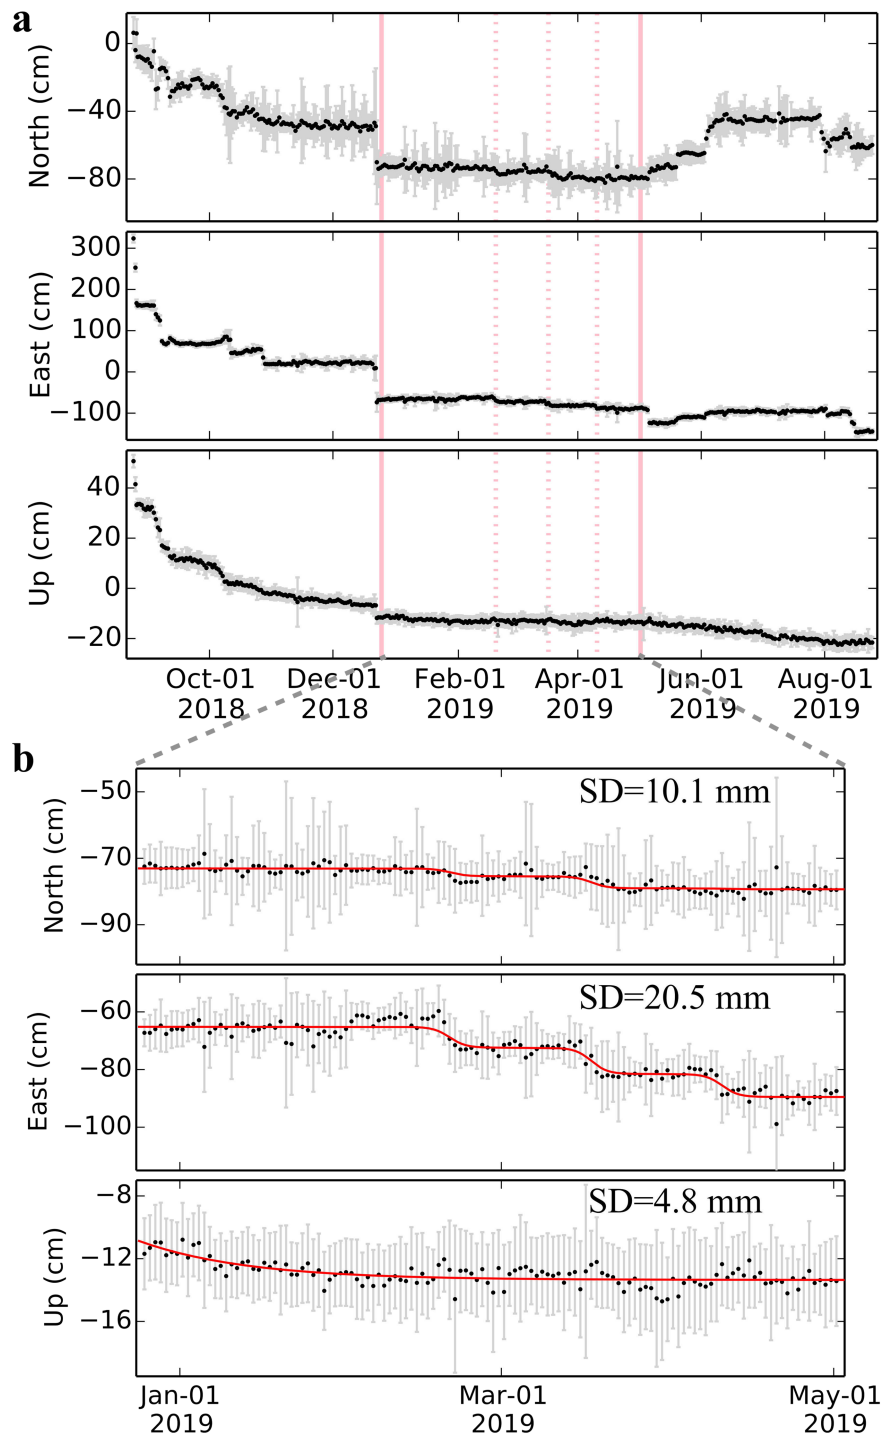 a
0
−40
−80
North (cm)
300
200
100
0
−100
East (cm)
40
20
0
−20
Up (cm)
Oct-01 Dec-01 Feb-01 Apr-01 Jun-01 Aug-01
2018 2018 2019 2019 2019 2019
b
SD=10.1 mm
−50
−70
−90
North (cm)
SD=20.5 mm
−60
−80
−100
East (cm)
SD=4.8 mm
−8
−12
−16
Up (cm)
Jan-01 Mar-01 May-01
2019 2019 2019